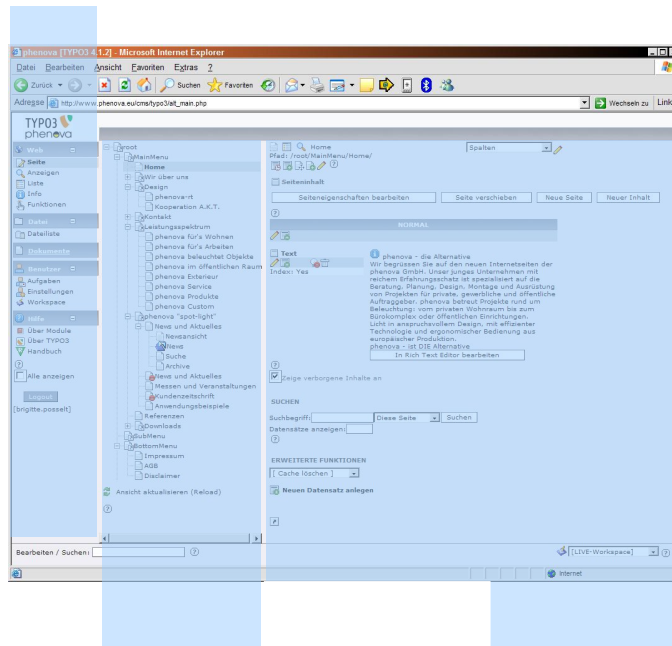 phenova [TYPO3 4.1.2] - Microsoft Internet Explorer
Datei Bearbeiten Ansicht Favoriten Extras ?
Zurück Suchen Favoriten
Adresse http://www.phenova.eu/cms/typo3/alt_main.php Wechseln zu Link
TYPO3
phenova
Web
Seite
Anzeigen
Liste
Info
Funktionen
Datei
Dateiliste
Dokumente
Benutzer
Aufgaben
Einstellungen
Workspace
Hilfe
Über Module
Über TYPO3
Handbuch
Alle anzeigen
Logout
[brigitte.posselt]
root
MainMenu
Home
Wir über uns
Design
phenova-rt
Kooperation A.K.T.
Kontakt
Leistungsspektrum
phenova für's Wohnen
phenova für's Arbeiten
phenova beleuchtet Objekte
phenova im öffentlichen Raum
phenova Exterieur
phenova Service
phenova Produkte
phenova Custom
phenova "spot-light"
News und Aktuelles
Newsansicht
News
Suche
Archive
News und Aktuelles
Messen und Veranstaltungen
Kundenzeitschrift
Anwendungsbeispiele
Referenzen
Downloads
SubMenu
BottomMenu
Impressum
AGB
Disclaimer
Ansicht aktualisieren (Reload)
Home Spalten
Pfad: /root/MainMenu/Home/
Seiteninhalt
Seiteneigenschaften bearbeiten Seite verschieben Neue Seite Neuer Inhalt
NORMAL
Text
Index: Yes
phenova - die Alternative
Wir begrüssen Sie auf den neuen Internetseiten der
phenova GmbH. Unser junges Unternehmen mit
reichem Erfahrungsschatz ist spezialisiert auf die
Beratung, Planung, Design, Montage und Ausrüstung
von Projekten für private, gewerbliche und öffentliche
Auftraggeber. phenova betreut Projekte rund um
Beleuchtung: vom privaten Wohnraum bis zum
Bürokomplex oder öffentlichen Einrichtungen.
Licht in anspruchsvollem Design, mit effizienter
Technologie und ergonomischer Bedienung aus
europäischer Produktion.
phenova - ist DIE Alternative
In Rich Text Editor bearbeiten
Zeige verborgene Inhalte an
SUCHEN
Suchbegriff: Diese Seite Suchen
Datensätze anzeigen:
ERWEITERTE FUNKTIONEN
[ Cache löschen ]
Neuen Datensatz anlegen
Bearbeiten / Suchen: [LIVE-Workspace]
Internet